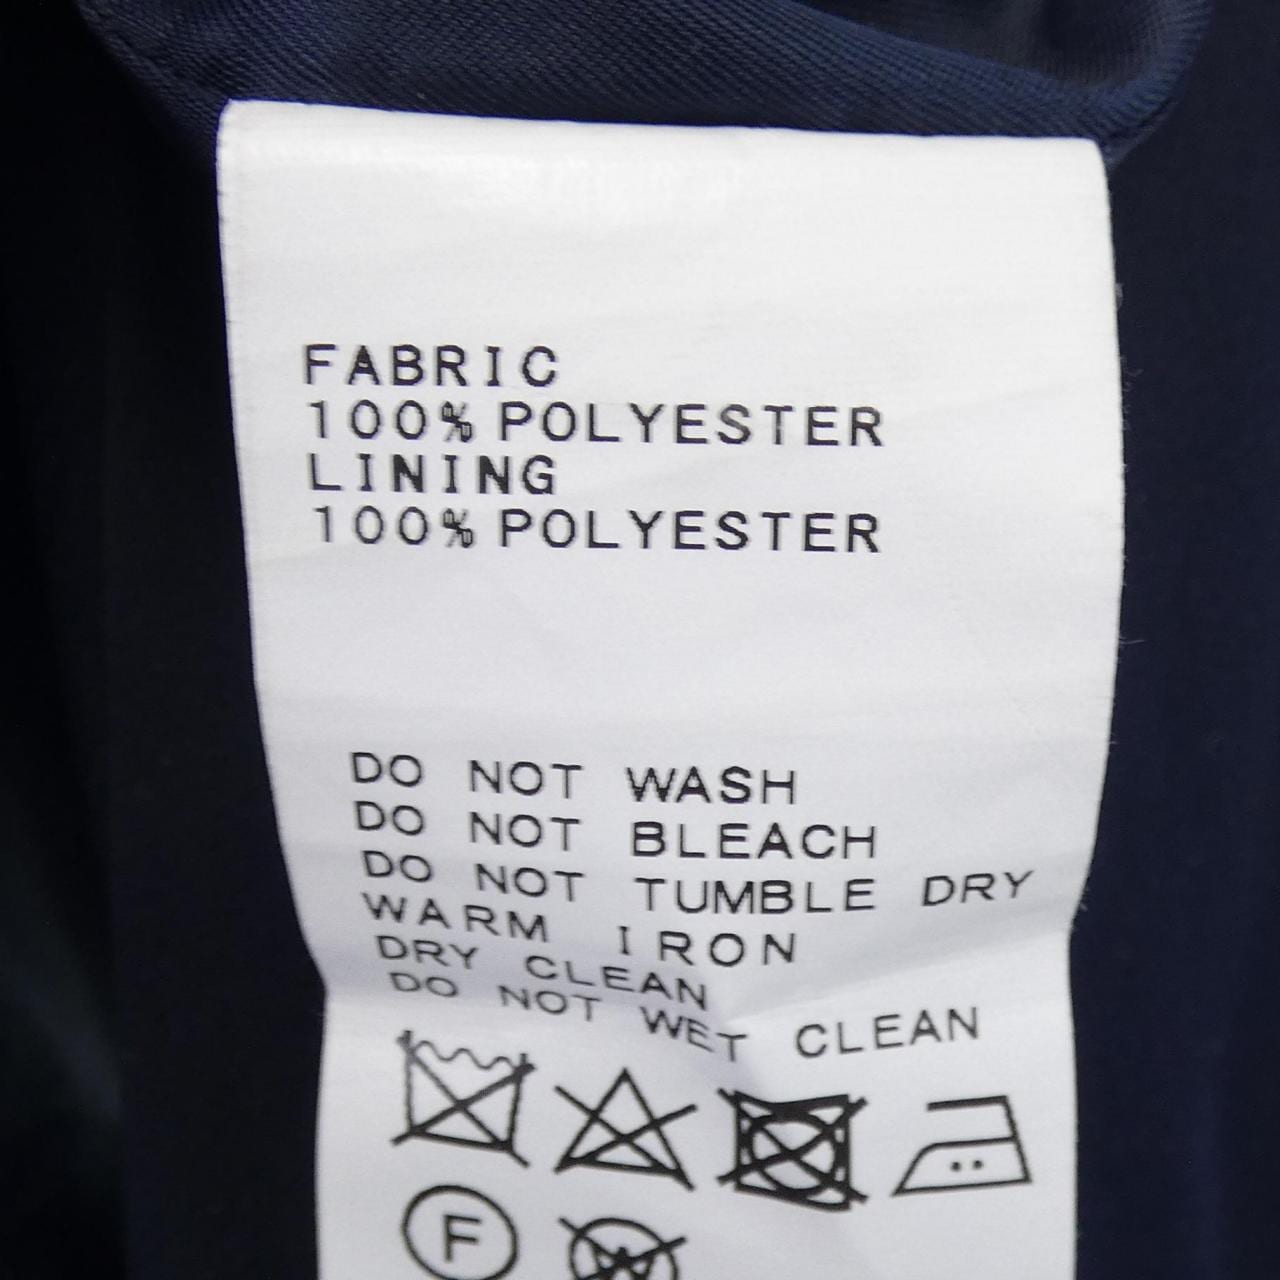 FABRIC
100% POLYESTER
LINING
100% POLYESTER
DO NOT WASH
DO NOT BLEACH
DO NOT TUMBLE DRY
WARM IRON
DRY CLEAN
DO NOT WET CLEAN
F W